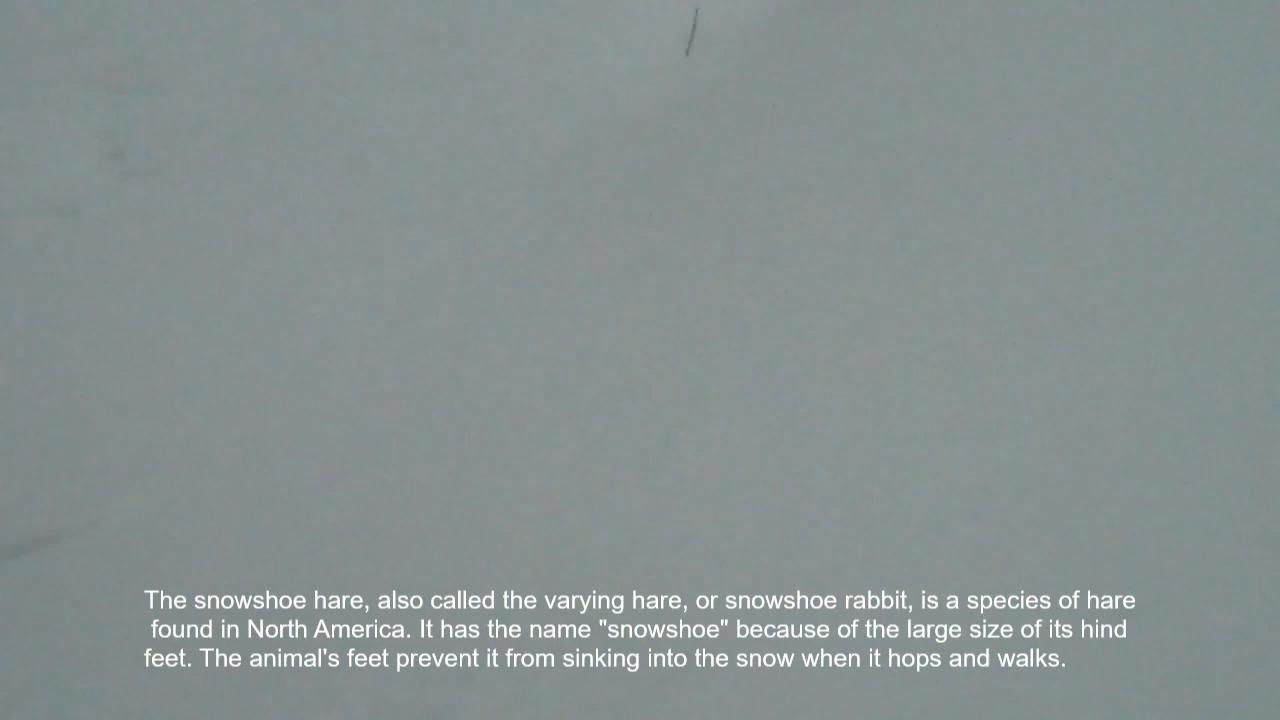 The snowshoe hare, also called the varying hare, or snowshoe rabbit, is a species of hare
found in North America. It has the name "snowshoe" because of the large size of its hind
feet. The animal's feet prevent it from sinking into the snow when it hops and walks.